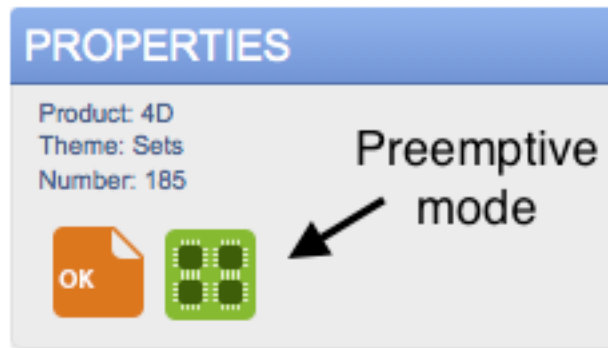 PROPERTIES
Product: 4D
Theme: Sets
Number: 185
Preemptive
mode
OK